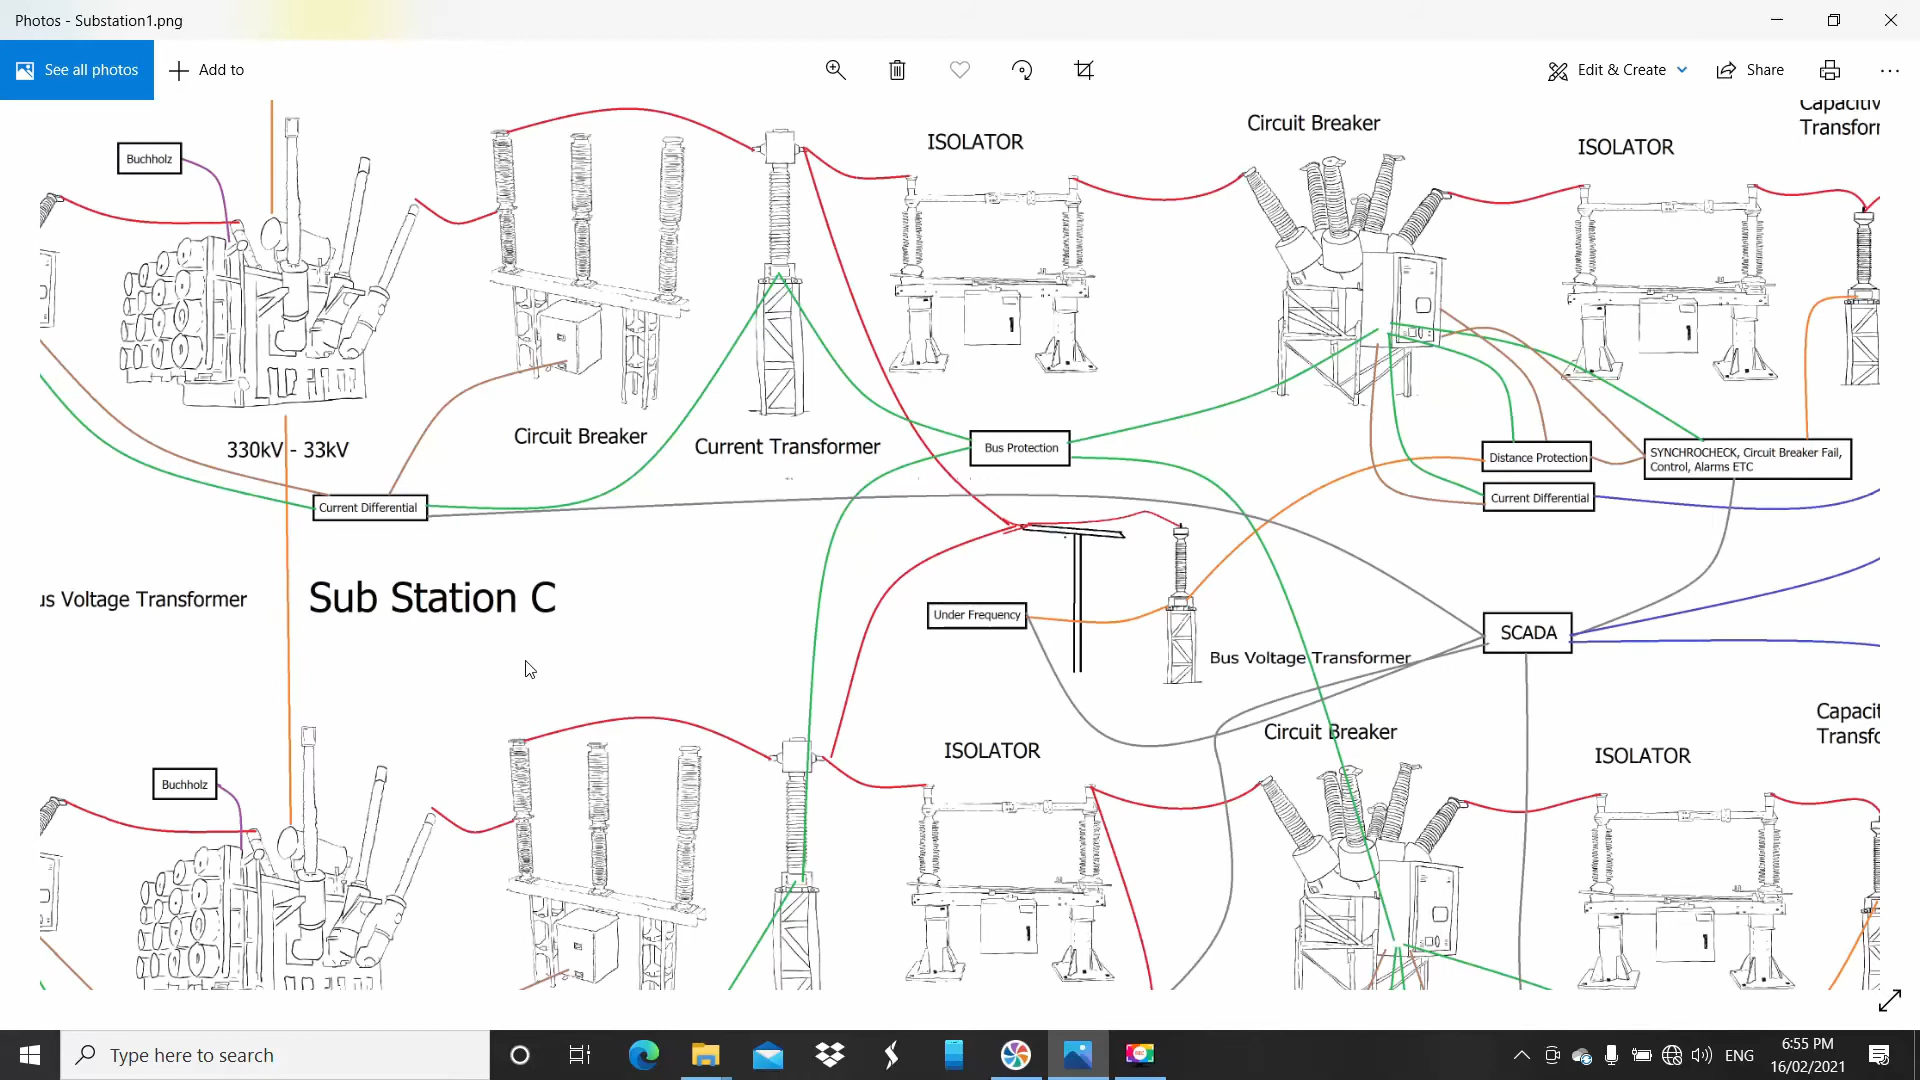 Photos - Substation1.png
See all photos
Add to
Edit & Create
Share
Capacitiv
Transforr
Circuit Breaker
ISOLATOR
ISOLATOR
Buchholz
330kV - 33kV
Circuit Breaker
Current Transformer
Bus Protection
Distance Protection
SYNCHROCHECK, Circuit Breaker Fail,
Control, Alarms ETC
Current Differential
Current Differential
us Voltage Transformer
Sub Station C
Under Frequency
SCADA
Bus Voltage Transformer
Circuit Breaker
Capacit
Transfo
ISOLATOR
ISOLATOR
Buchholz
Type here to search
ENG
6:55 PM
16/02/2021